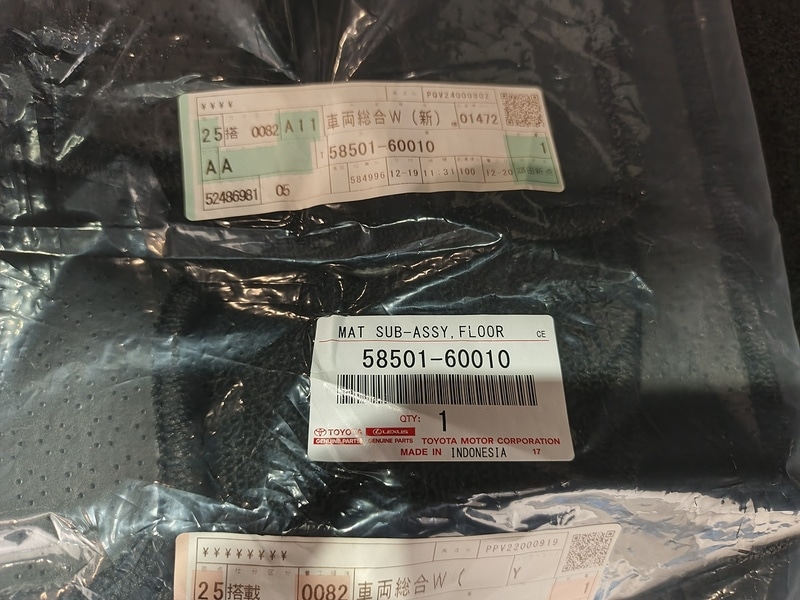 PQV24000802
¥¥¥¥
25 搭 0082 A11 車両総合W(新) 01472
AA 58501-60010 1
584996 12-19 11:31 100 12-20
52486981 05
MAT SUB-ASSY,FLOOR CE
58501-60010
QTY: 1
TOYOTA LEXUS
GENUINE PARTS GENUINE PARTS TOYOTA MOTOR CORPORATION
MADE IN INDONESIA 17
¥¥¥¥¥¥¥¥ PPV22000919
25 搭載 0082 車両総合W( Y 1